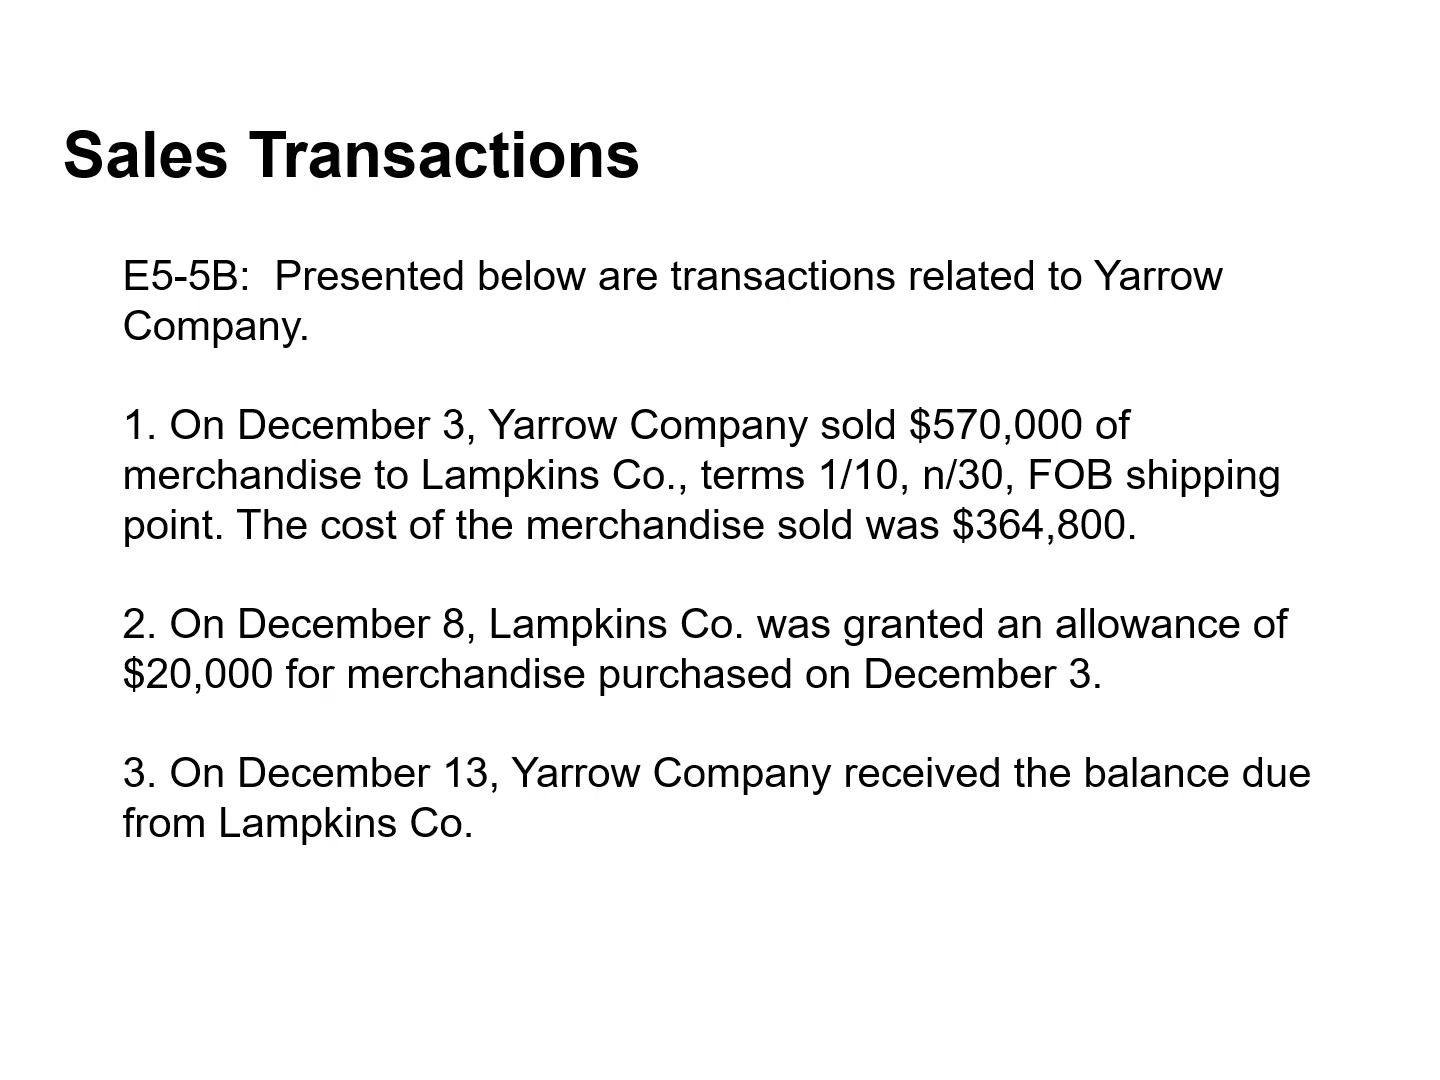 Sales Transactions
E5-5B:  Presented below are transactions related to Yarrow
Company.
1. On December 3, Yarrow Company sold $570,000 of
merchandise to Lampkins Co., terms 1/10, n/30, FOB shipping
point. The cost of the merchandise sold was $364,800.
2. On December 8, Lampkins Co. was granted an allowance of
$20,000 for merchandise purchased on December 3.
3. On December 13, Yarrow Company received the balance due
from Lampkins Co.